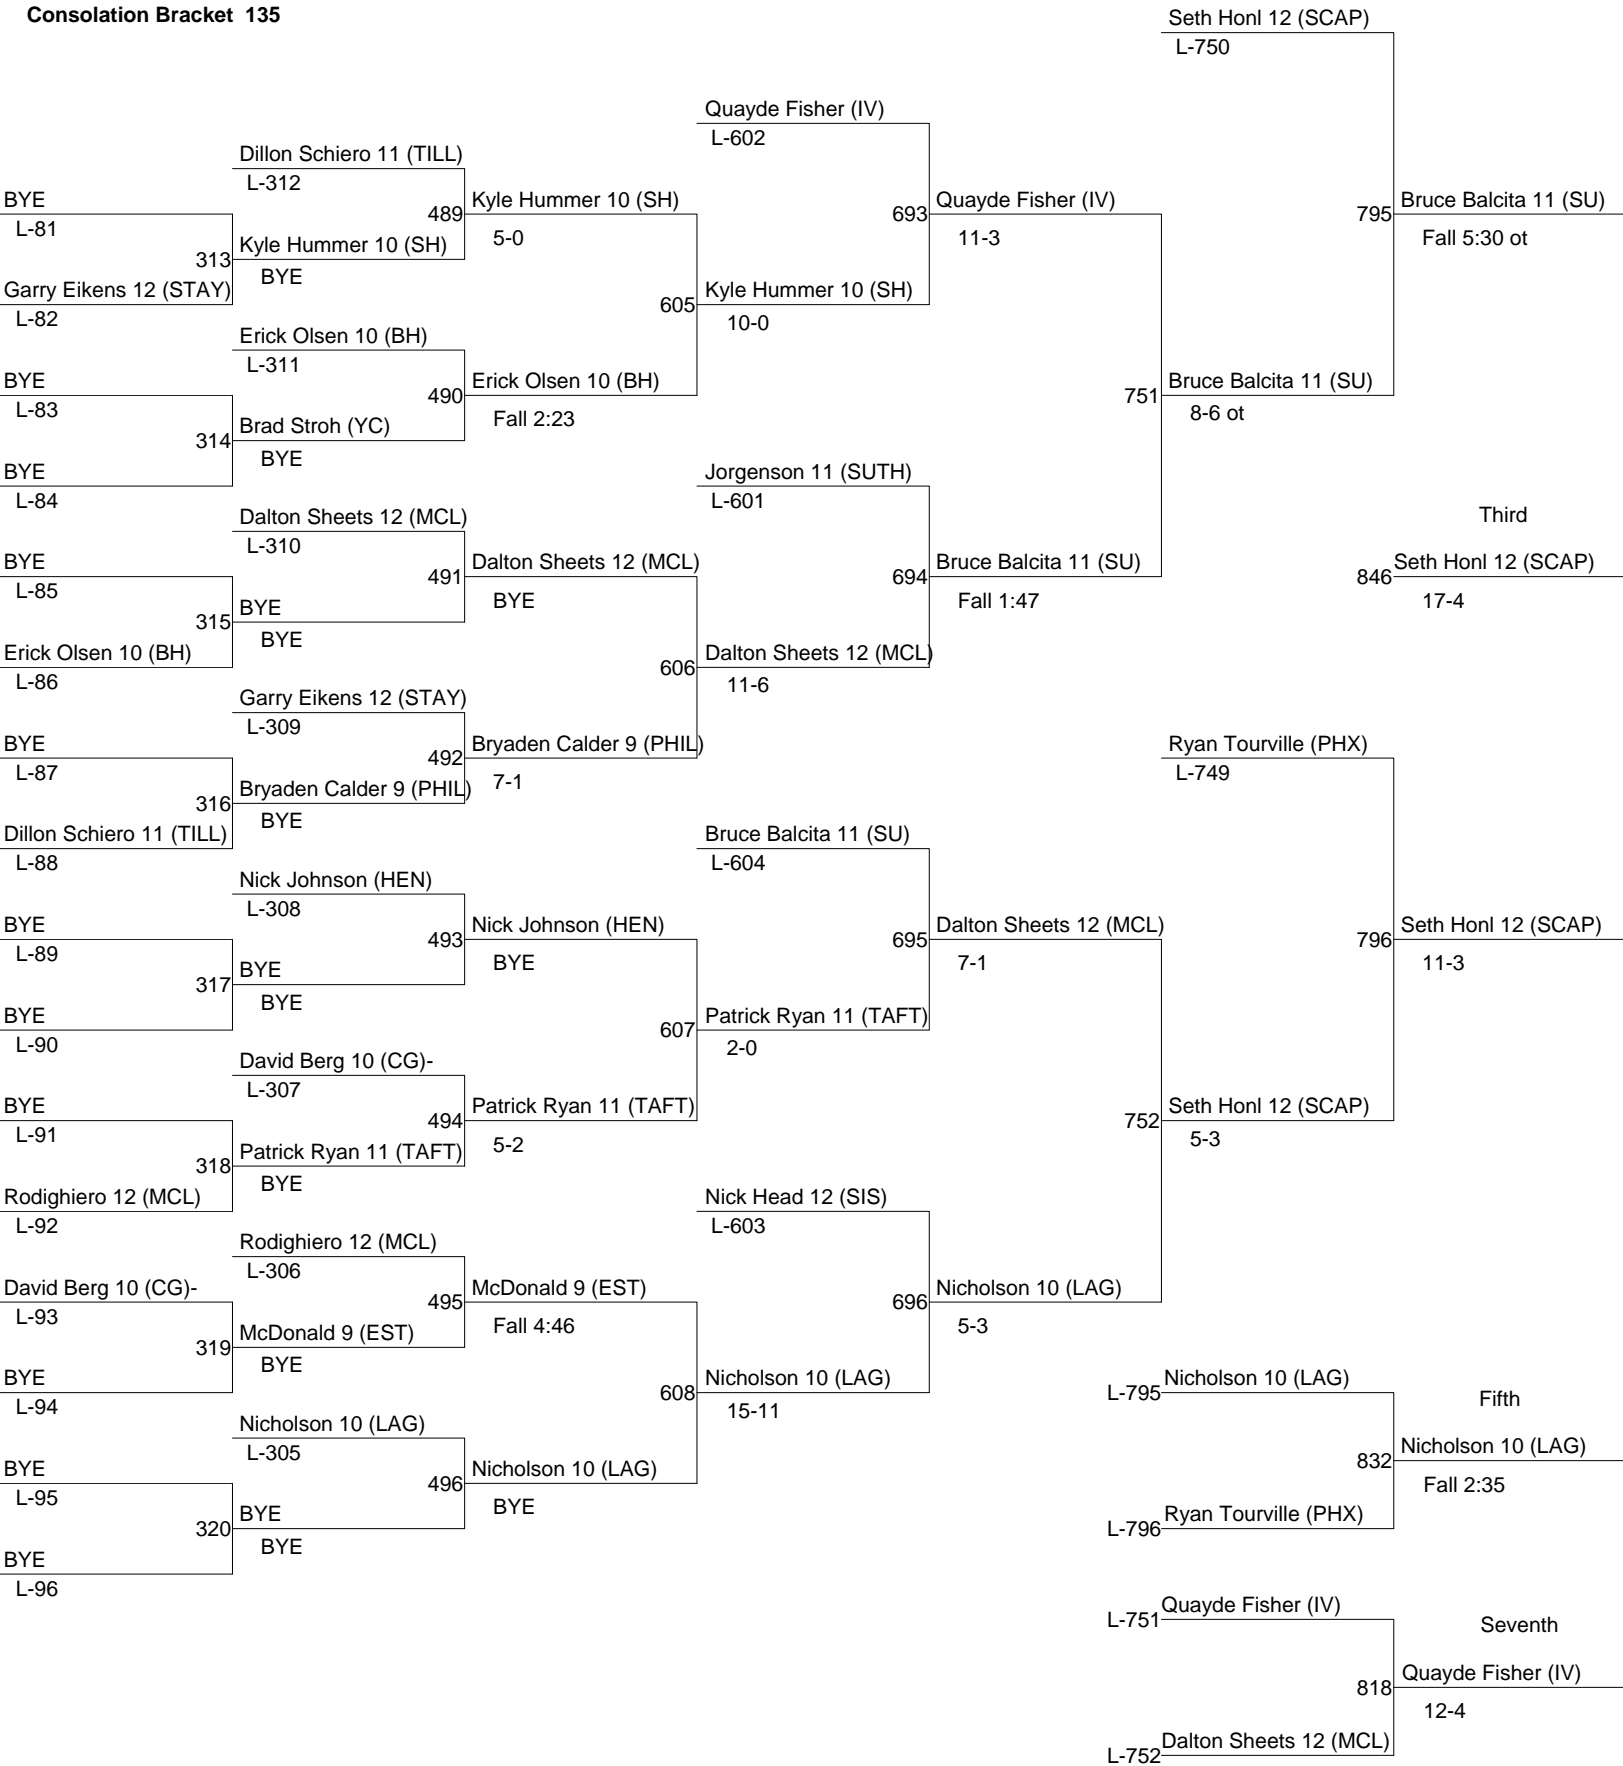 Consolation Bracket 135
BYE
L-81
Garry Eikens 12 (STAY)
L-82
BYE
L-83
BYE
L-84
BYE
L-85
Erick Olsen 10 (BH)
L-86
BYE
L-87
Dillon Schiero 11 (TILL)
L-88
BYE
L-89
BYE
L-90
BYE
L-91
Rodighiero 12 (MCL)
L-92
David Berg 10 (CG)-
L-93
BYE
L-94
BYE
L-95
BYE
L-96
313
314
315
316
317
318
319
320
Dillon Schiero 11 (TILL)
L-312
Kyle Hummer 10 (SH)
BYE
Erick Olsen 10 (BH)
L-311
Brad Stroh (YC)
BYE
Dalton Sheets 12 (MCL)
L-310
BYE
BYE
Garry Eikens 12 (STAY)
L-309
Bryaden Calder 9 (PHIL)
BYE
Nick Johnson (HEN)
L-308
BYE
BYE
David Berg 10 (CG)-
L-307
Patrick Ryan 11 (TAFT)
BYE
Rodighiero 12 (MCL)
L-306
McDonald 9 (EST)
BYE
Nicholson 10 (LAG)
L-305
BYE
BYE
489 Kyle Hummer 10 (SH)
5-0
490 Erick Olsen 10 (BH)
Fall 2:23
491 Dalton Sheets 12 (MCL)
BYE
492 Bryaden Calder 9 (PHIL)
7-1
493 Nick Johnson (HEN)
BYE
494 Patrick Ryan 11 (TAFT)
5-2
495 McDonald 9 (EST)
Fall 4:46
496 Nicholson 10 (LAG)
BYE
Quayde Fisher (IV)
L-602
605 Kyle Hummer 10 (SH)
10-0
Jorgenson 11 (SUTH)
L-601
606 Dalton Sheets 12 (MCL)
11-6
Bruce Balcita 11 (SU)
L-604
607 Patrick Ryan 11 (TAFT)
2-0
Nick Head 12 (SIS)
L-603
608 Nicholson 10 (LAG)
15-11
693 Quayde Fisher (IV)
11-3
694 Bruce Balcita 11 (SU)
Fall 1:47
695 Dalton Sheets 12 (MCL)
7-1
696 Nicholson 10 (LAG)
5-3
Seth Honl 12 (SCAP)
L-750
751 Bruce Balcita 11 (SU)
8-6 ot
Ryan Tourville (PHX)
L-749
752 Seth Honl 12 (SCAP)
5-3
795 Bruce Balcita 11 (SU)
Fall 5:30 ot
Third
846 Seth Honl 12 (SCAP)
17-4
796 Seth Honl 12 (SCAP)
11-3
L-795 Nicholson 10 (LAG)
Fifth
832 Nicholson 10 (LAG)
Fall 2:35
L-796 Ryan Tourville (PHX)
L-751 Quayde Fisher (IV)
Seventh
818 Quayde Fisher (IV)
12-4
L-752 Dalton Sheets 12 (MCL)